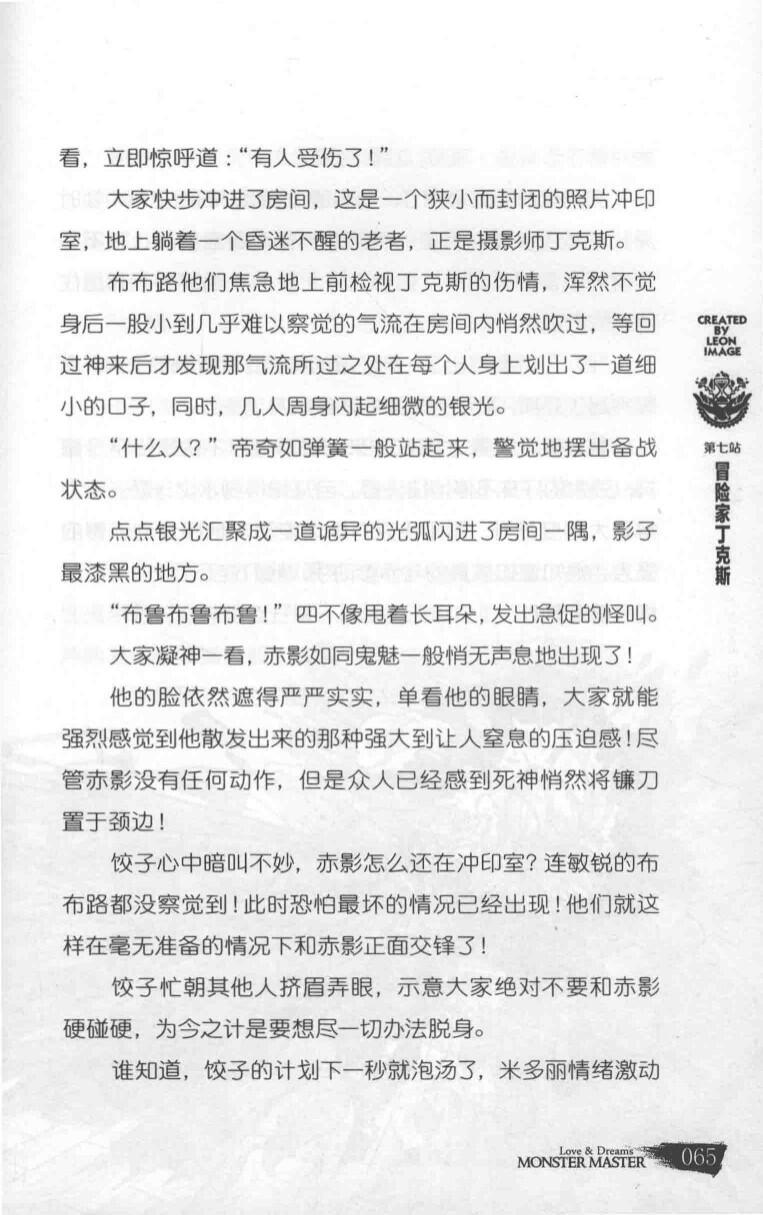 看，立即惊呼道：“有人受伤了！”
大家快步冲进了房间，这是一个狭小而封闭的照片冲印
室，地上躺着一个昏迷不醒的老者，正是摄影师丁克斯。
布布路他们焦急地上前检视丁克斯的伤情，浑然不觉
身后一股小到几乎难以察觉的气流在房间内悄然吹过，等回
过神来后才发现那气流所过之处在每个人身上划出了一道细
小的口子，同时，几人周身闪起细微的银光。
“什么人？”帝奇如弹簧一般站起来，警觉地摆出备战
状态。
点点银光汇聚成一道诡异的光弧闪进了房间一隅，影子
最漆黑的地方。
“布鲁布鲁布鲁！”四不像甩着长耳朵，发出急促的怪叫。
大家凝神一看，赤影如同鬼魅一般悄无声息地出现了！
他的脸依然遮得严严实实，单看他的眼睛，大家就能
强烈感觉到他散发出来的那种强大到让人窒息的压迫感！尽
管赤影没有任何动作，但是众人已经感到死神悄然将镰刀
置于颈边！
饺子心中暗叫不妙，赤影怎么还在冲印室？连敏锐的布
布路都没察觉到！此时恐怕最坏的情况已经出现！他们就这
样在毫无准备的情况下和赤影正面交锋了！
饺子忙朝其他人挤眉弄眼，示意大家绝对不要和赤影
硬碰硬，为今之计是要想尽一切办法脱身。
谁知道，饺子的计划下一秒就泡汤了，米多丽情绪激动
CREATED
BY
LEON
IMAGE
第七站
冒险家丁克斯
Love & Dreams
MONSTER MASTER
065